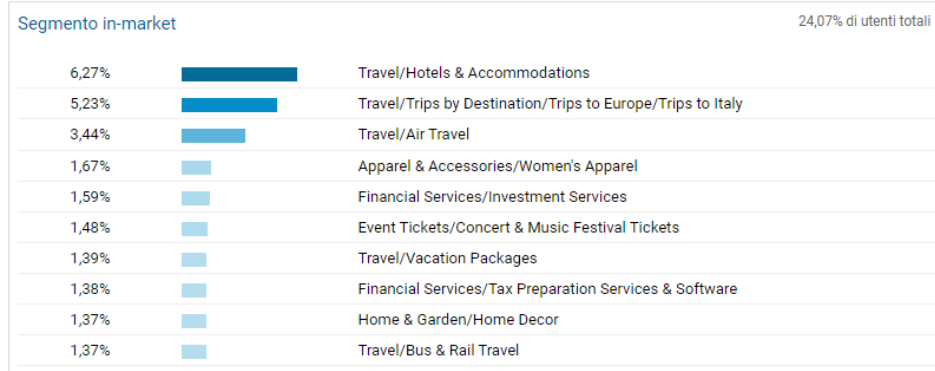 Segmento in-market 24,07% di utenti totali
6,27% Travel/Hotels & Accommodations
5,23% Travel/Trips by Destination/Trips to Europe/Trips to Italy
3,44% Travel/Air Travel
1,67% Apparel & Accessories/Women's Apparel
1,59% Financial Services/Investment Services
1,48% Event Tickets/Concert & Music Festival Tickets
1,39% Travel/Vacation Packages
1,38% Financial Services/Tax Preparation Services & Software
1,37% Home & Garden/Home Decor
1,37% Travel/Bus & Rail Travel